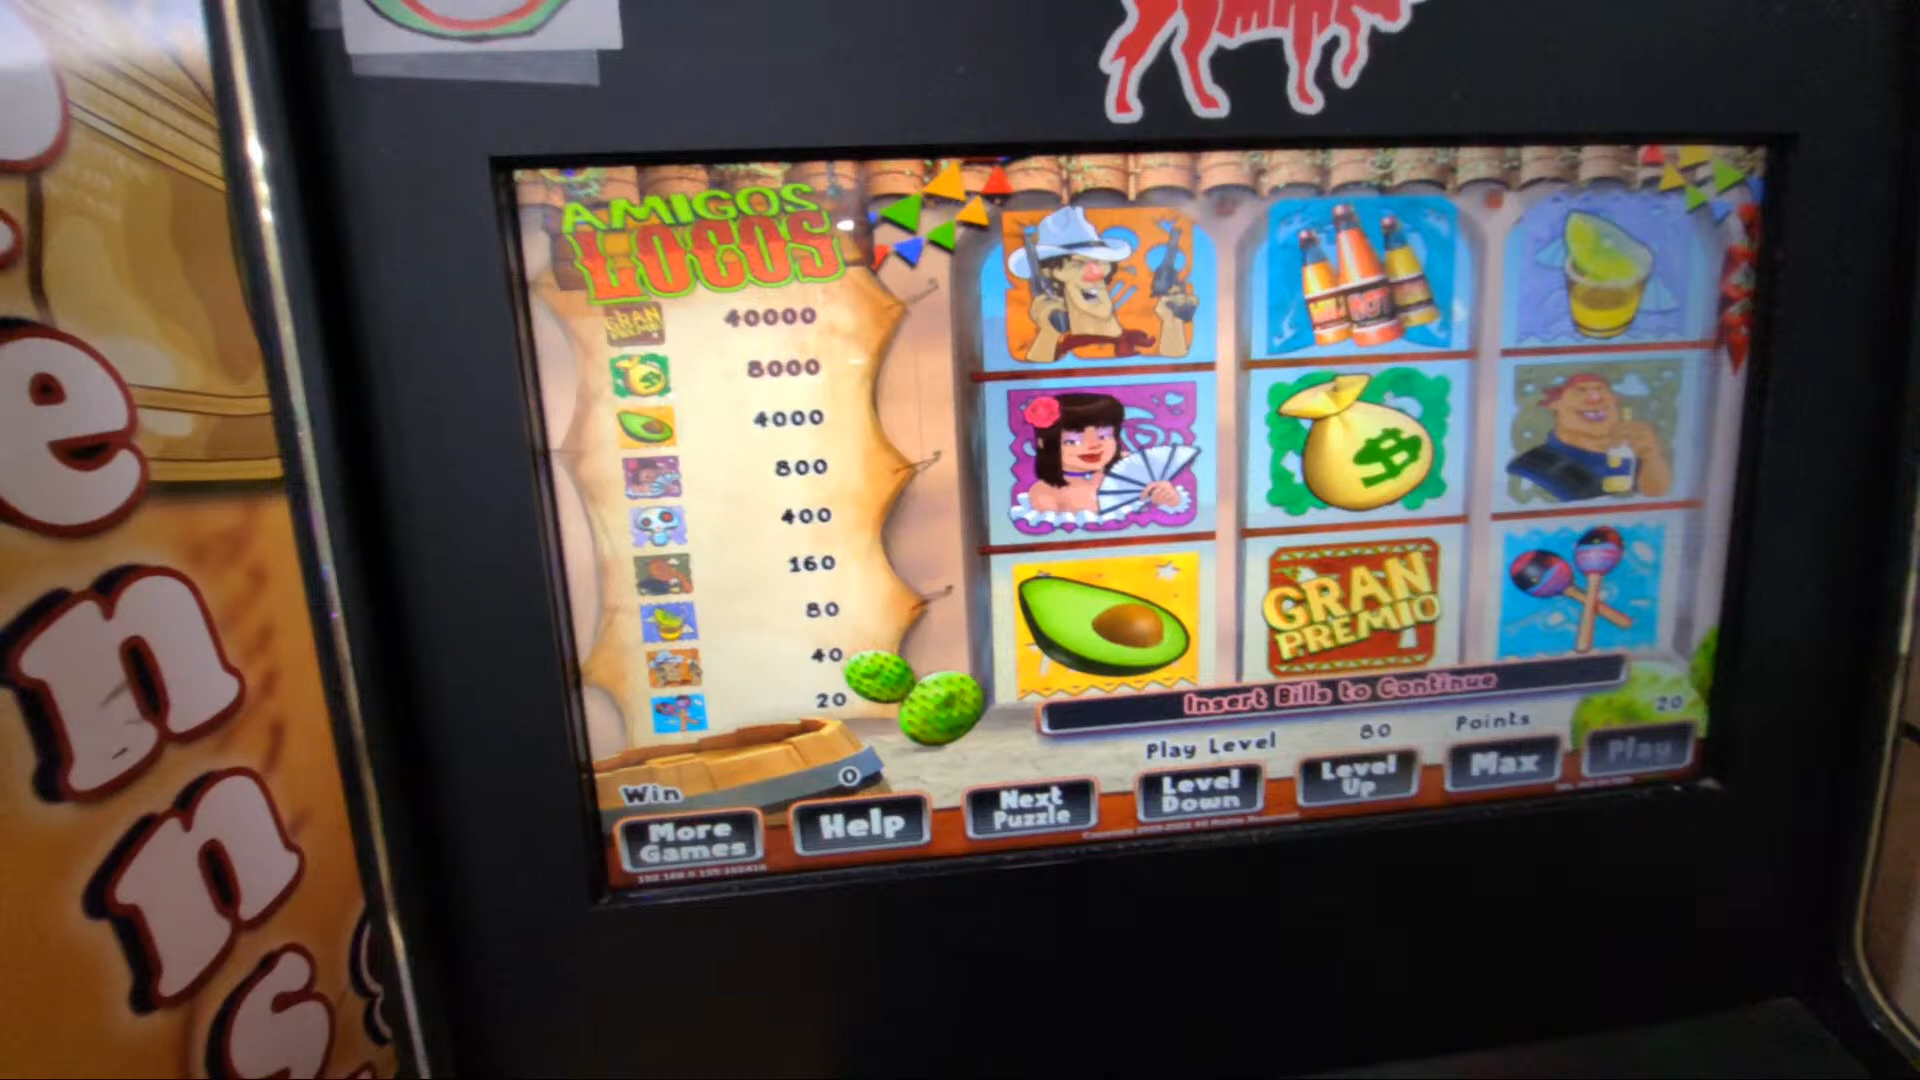 AMIGOS
LOCOS
GRAN
PREMIO
40000
8000
4000
800
400
160
80
40
20
HOT
GRAN
PREMIO
Insert Bills to Continue
Play Level
80
Points
20
Win
0
More
Games
Help
Next
Puzzle
Level
Down
Level
Up
Max
Play
e
n
n
s